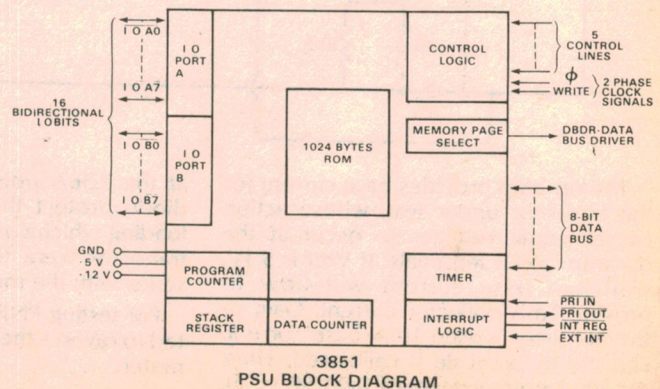 16
BIDIRECTIONAL
I O BITS
I O A0
I O A7
I O B0
I O B7
I O
PORT
A
I O
PORT
B
1024 BYTES
ROM
CONTROL
LOGIC
5
CONTROL
LINES
ϕ
WRITE
2 PHASE
CLOCK
SIGNALS
MEMORY PAGE
SELECT
DBDR-DATA
BUS DRIVER
8-BIT
DATA
BUS
GND
·5 V
·12 V
PROGRAM
COUNTER
STACK
REGISTER
DATA COUNTER
TIMER
INTERRUPT
LOGIC
PRI IN
PRI OUT
INT REQ
EXT INT
3851
PSU BLOCK DIAGRAM